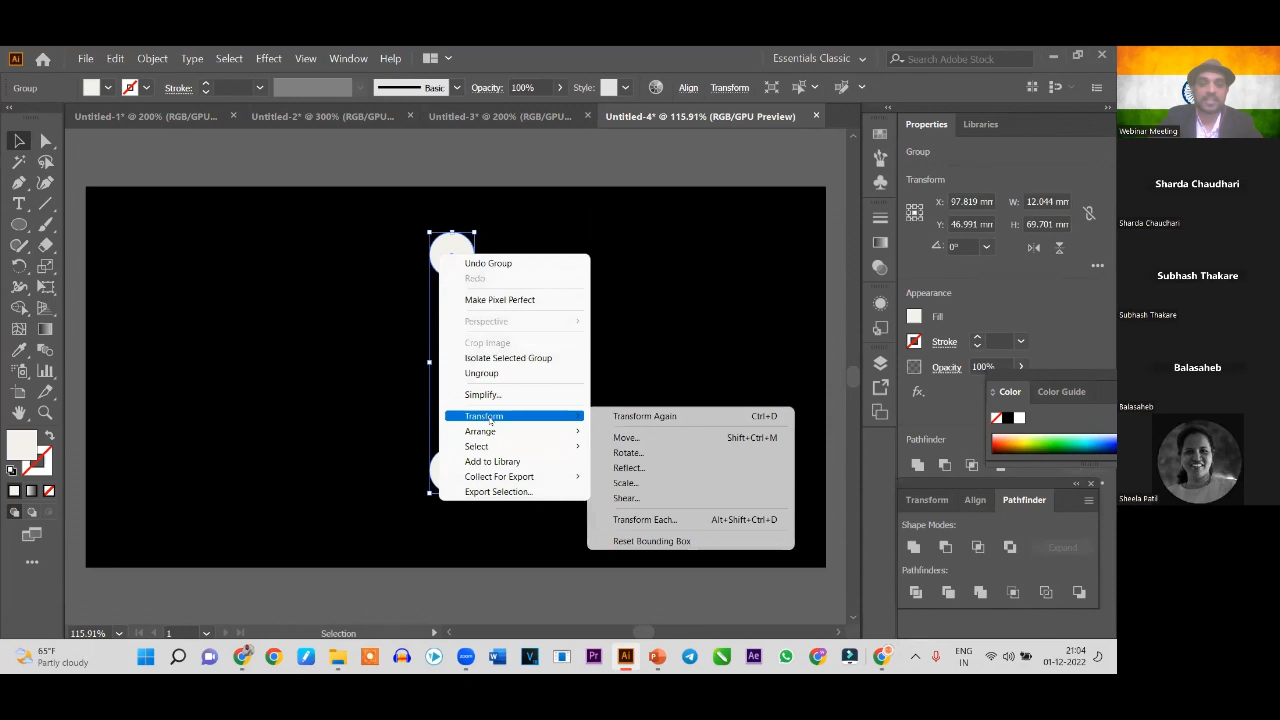 Ai
File Edit Object Type Select Effect View Window Help
Essentials Classic
Search Adobe Stock
Group
Stroke:
Basic
Opacity: 100%
Style:
Align
Transform
Untitled-1* @ 200% (RGB/GPU...
Untitled-2* @ 300% (RGB/GPU...
Untitled-3* @ 200% (RGB/GPU...
Untitled-4* @ 115.91% (RGB/GPU Preview)
Properties
Libraries
Group
Transform
X: 97.819 mm
W: 12.044 mm
Y: 46.991 mm
H: 69.701 mm
0°
Appearance
Fill
Stroke
Opacity 100%
fx
Color
Color Guide
Pathfinder
Transform
Align
Pathfinder
Shape Modes:
Expand
Pathfinders:
Undo Group
Redo
Make Pixel Perfect
Perspective
Crop Image
Isolate Selected Group
Ungroup
Simplify...
Transform
Arrange
Select
Add to Library
Collect For Export
Export Selection...
Transform Again Ctrl+D
Move... Shift+Ctrl+M
Rotate...
Reflect...
Scale...
Shear...
Transform Each... Alt+Shift+Ctrl+D
Reset Bounding Box
115.91%
1
Selection
65°F
Partly cloudy
Pr
Ai
Ae
ENG
IN
21:04
01-12-2022
Webinar Meeting
Sharda Chaudhari
Sharda Chaudhari
Subhash Thakare
Subhash Thakare
Balasaheb
Balasaheb
Sheela Patil